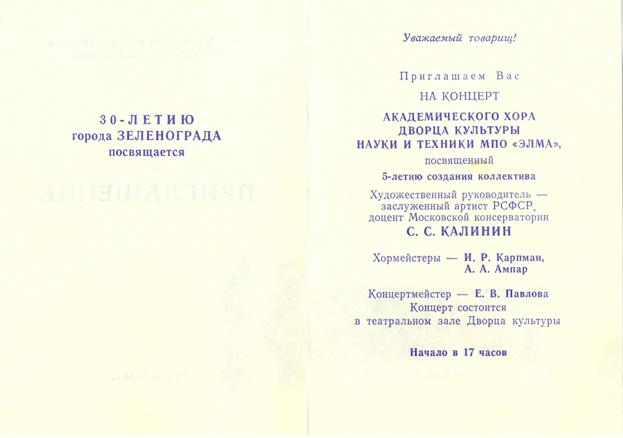 30-ЛЕТИЮ
города ЗЕЛЕНОГРАДА
посвящается
Уважаемый товарищ!
Приглашаем Вас
НА КОНЦЕРТ
АКАДЕМИЧЕСКОГО ХОРА
ДВОРЦА КУЛЬТУРЫ
НАУКИ И ТЕХНИКИ МПО «ЭЛМА»,
посвященный
5-летию создания коллектива
Художественный руководитель —
заслуженный артист РСФСР,
доцент Московской консерватории
С. С. КАЛИНИН
Хормейстеры — И. Р. Карпман,
А. А. Ампар
Концертмейстер — Е. В. Павлова
Концерт состоится
в театральном зале Дворца культуры
Начало в 17 часов
ПРИГЛАШЕНИЕ